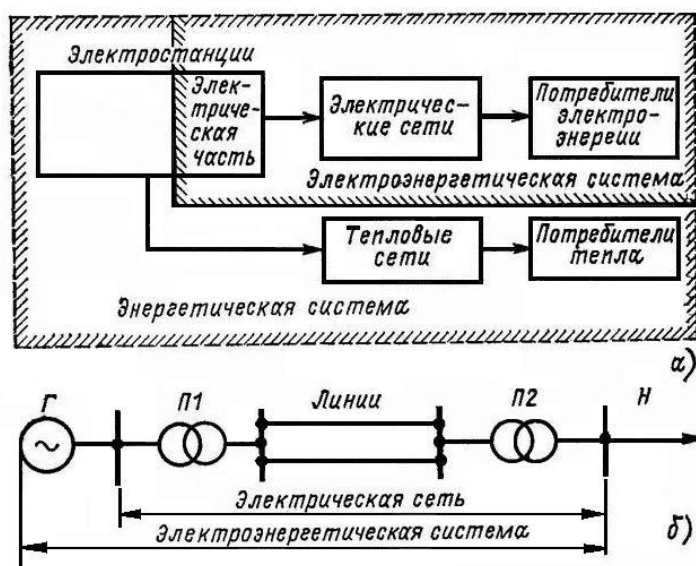 Электростанции
Элек-
триче-
ская
часть
Электричес-
кие сети
Потребители
электро-
энергии
Электроэнергетическая система
Тепловые
сети
Потребители
тепла
Энергетическая система
а)
Г
П1
Линии
П2
Н
Электрическая сеть
Электроэнергетическая система
б)